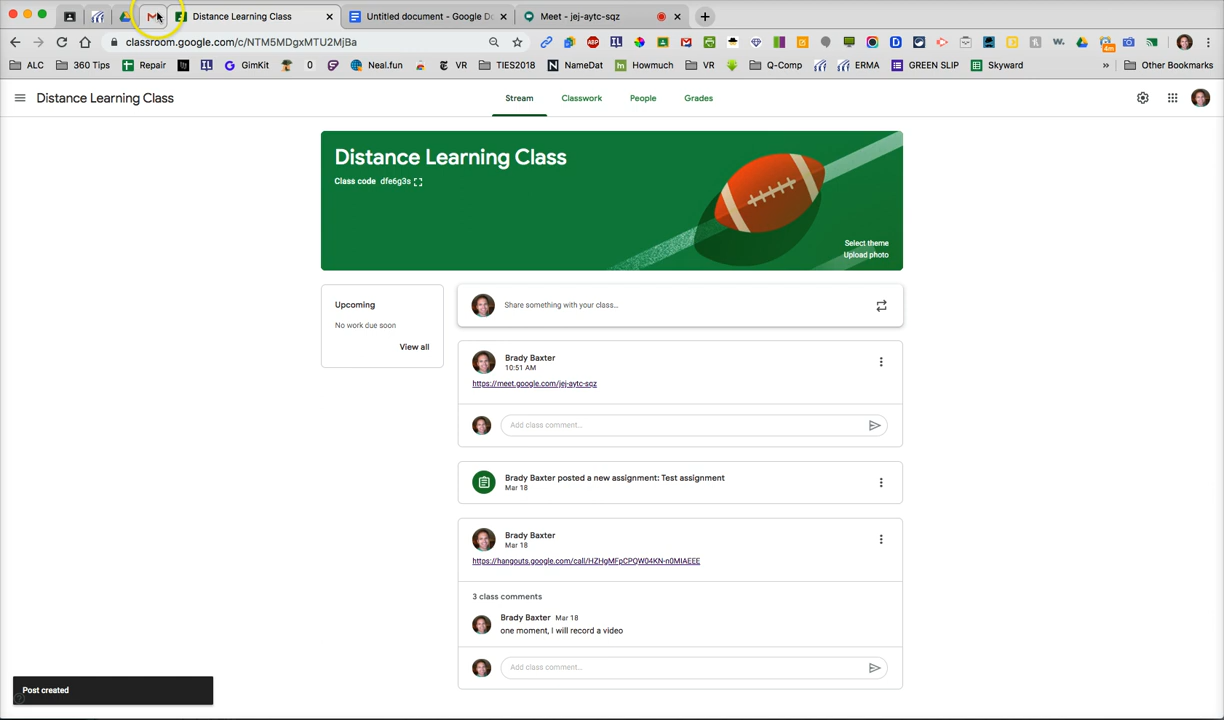 Distance Learning Class
Untitled document - Google Do
Meet - jej-aytc-sqz
classroom.google.com/c/NTM5MDgxMTU2MjBa
ALC 360 Tips Repair GimKit 0 Neal.fun VR TIES2018 NameDat Howmuch VR Q-Comp ERMA GREEN SLIP Skyward » Other Bookmarks
Distance Learning Class
Stream Classwork People Grades
Distance Learning Class
Class code dfe6g3s
Select theme
Upload photo
Upcoming
No work due soon
View all
Share something with your class...
Brady Baxter
10:51 AM
https://meet.google.com/jej-aytc-sqz
Add class comment...
Brady Baxter posted a new assignment: Test assignment
Mar 18
Brady Baxter
Mar 18
https://hangouts.google.com/call/HZHgMFpCPQW04KN-n0MIAEEE
3 class comments
Brady Baxter Mar 18
one moment, I will record a video
Add class comment...
Post created